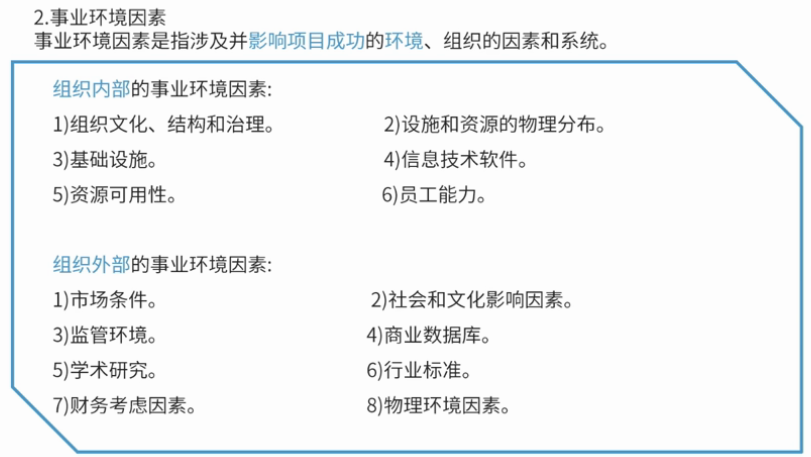 2.事业环境因素
事业环境因素是指涉及并影响项目成功的环境、组织的因素和系统。
组织内部的事业环境因素:
1)组织文化、结构和治理。 2)设施和资源的物理分布。
3)基础设施。 4)信息技术软件。
5)资源可用性。 6)员工能力。
组织外部的事业环境因素:
1)市场条件。 2)社会和文化影响因素。
3)监管环境。 4)商业数据库。
5)学术研究。 6)行业标准。
7)财务考虑因素。 8)物理环境因素。